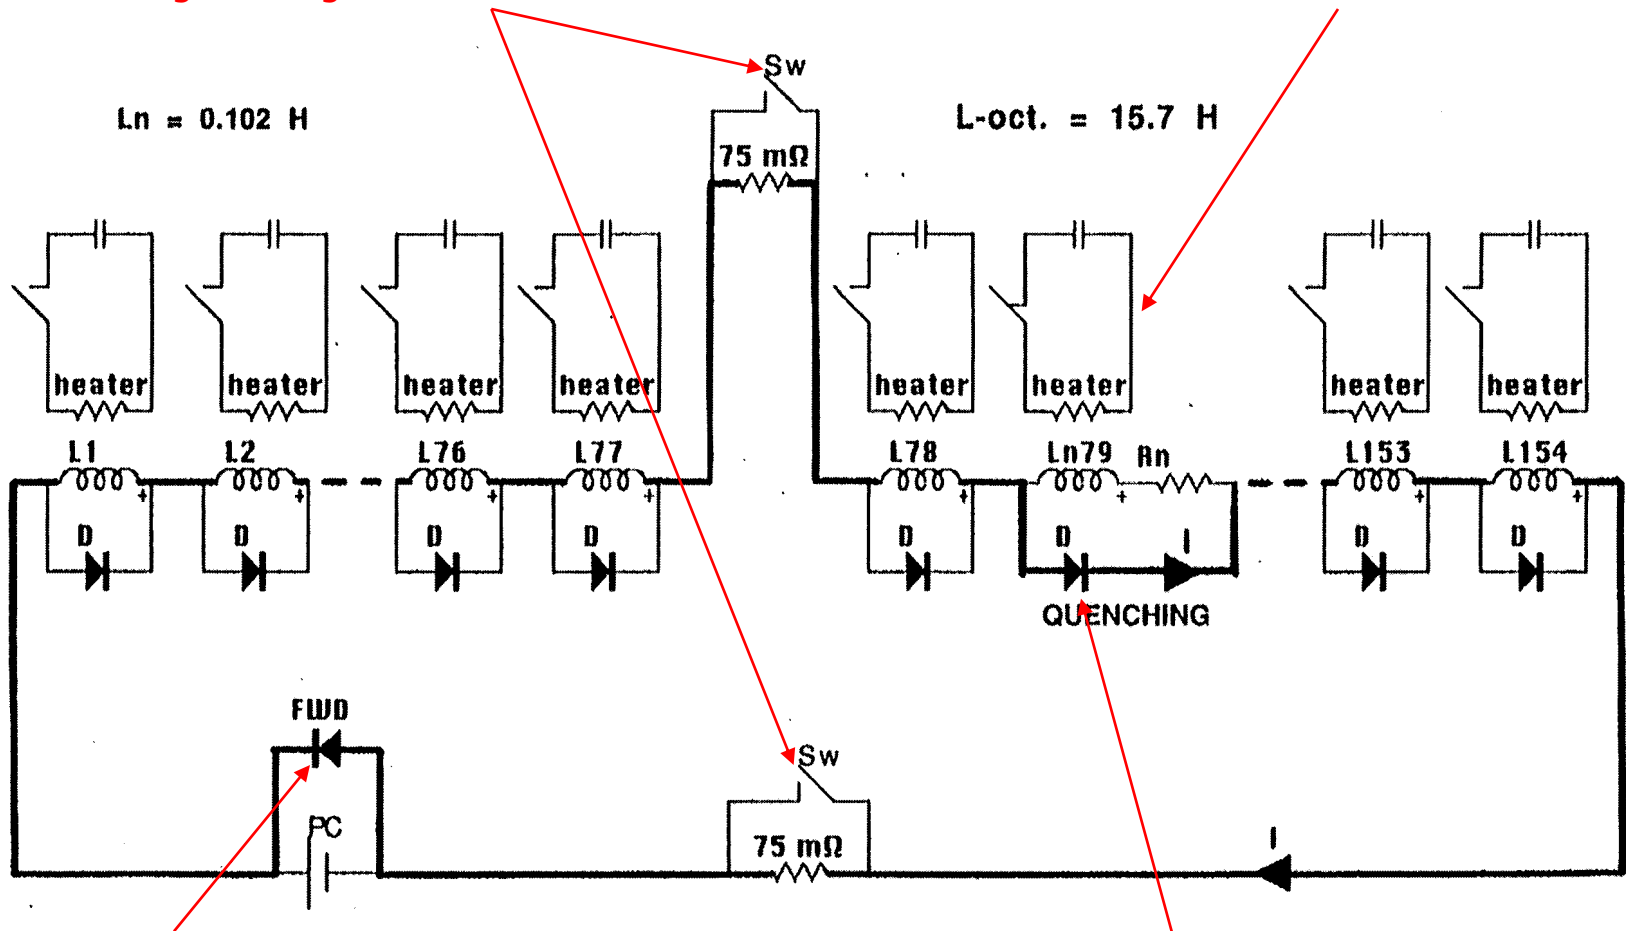 Sw
Ln = 0.102 H
L-oct. = 15.7 H
75 mΩ
heater heater heater heater heater heater heater heater
L1 L2 L76 L77 L78 Ln79 Rn L153 L154
+ + + + + + + +
D D D D D D I D D
QUENCHING
FWD
Sw
PC
75 mΩ
I